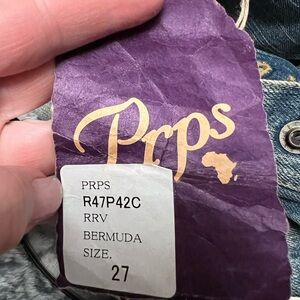 Prps
PRPS
R47P42C
RRV
BERMUDA
SIZE.
27